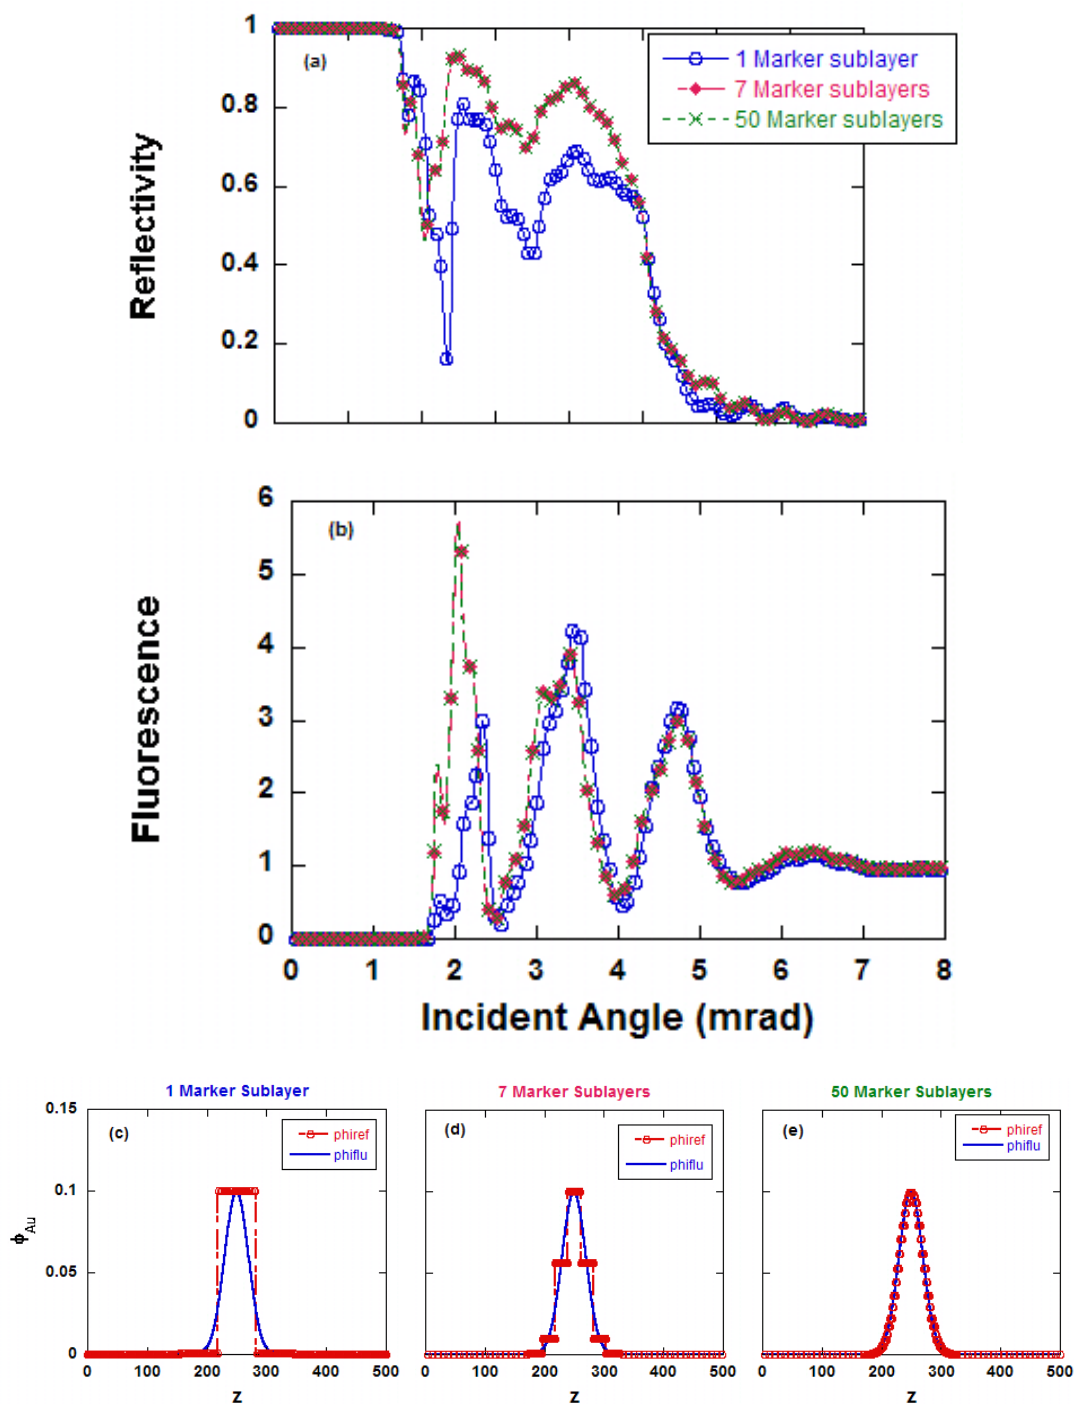 1
(a)
1 Marker sublayer
7 Marker sublayers
50 Marker sublayers
0.8
0.6
0.4
0.2
0
Reflectivity
6
(b)
5
4
3
2
1
0
Fluorescence
0 1 2 3 4 5 6 7 8
Incident Angle (mrad)
1 Marker Sublayer
7 Marker Sublayers
50 Marker Sublayers
0.15
(c)
phiref
phiflu
(d)
phiref
phiflu
(e)
phiref
phiflu
0.1
0.05
0
ϕAu
0 100 200 300 400 500
0 100 200 300 400 500
0 100 200 300 400 500
z
z
z